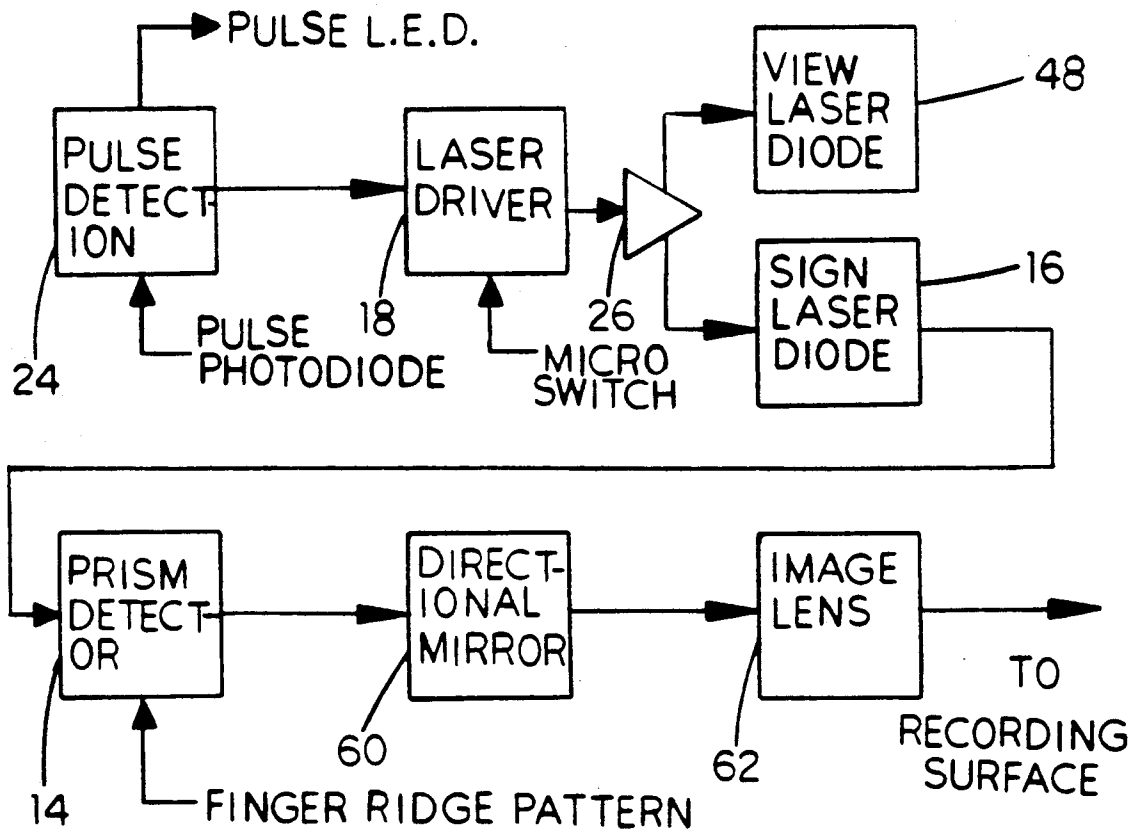 PULSE L.E.D.
PULSE
DETECT-
ION
LASER
DRIVER
VIEW
LASER
DIODE
48
SIGN
LASER
DIODE
16
24
PULSE
PHOTODIODE
18
MICRO
SWITCH
26
PRISM
DETECT-
OR
DIRECT-
IONAL
MIRROR
IMAGE
LENS
TO
RECORDING
SURFACE
14
FINGER RIDGE PATTERN
60
62